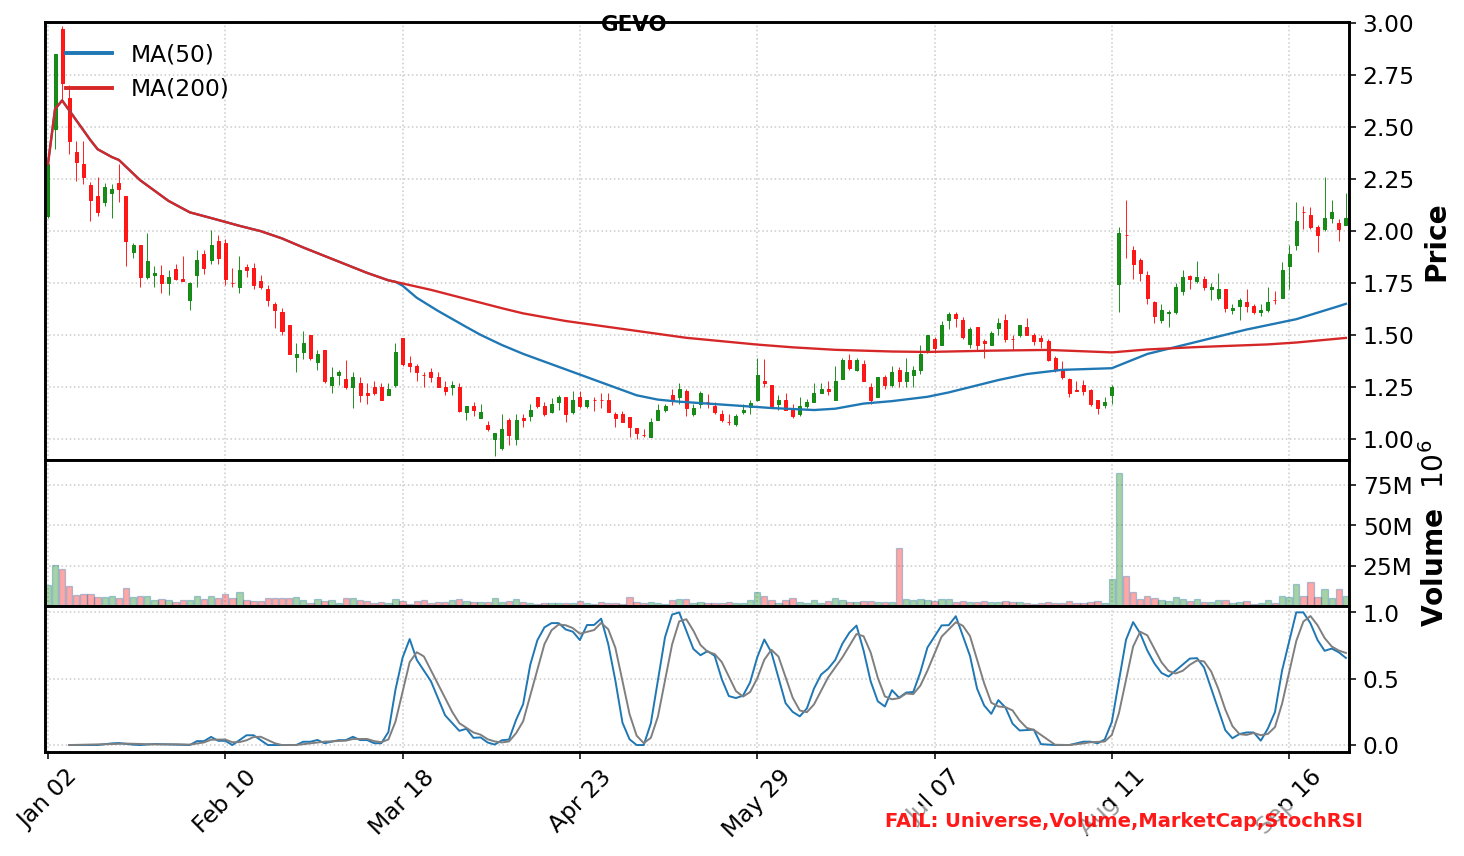 GEVO
MA(50)
MA(200)
3.00
2.75
2.50
2.25
2.00
1.75
1.50
1.25
1.00
Price
75M
50M
25M
Volume 10^6
1.0
0.5
0.0
Jan 02
Feb 10
Mar 18
Apr 23
May 29
Jul 07
Aug 11
Sep 16
FAIL: Universe,Volume,MarketCap,StochRSI